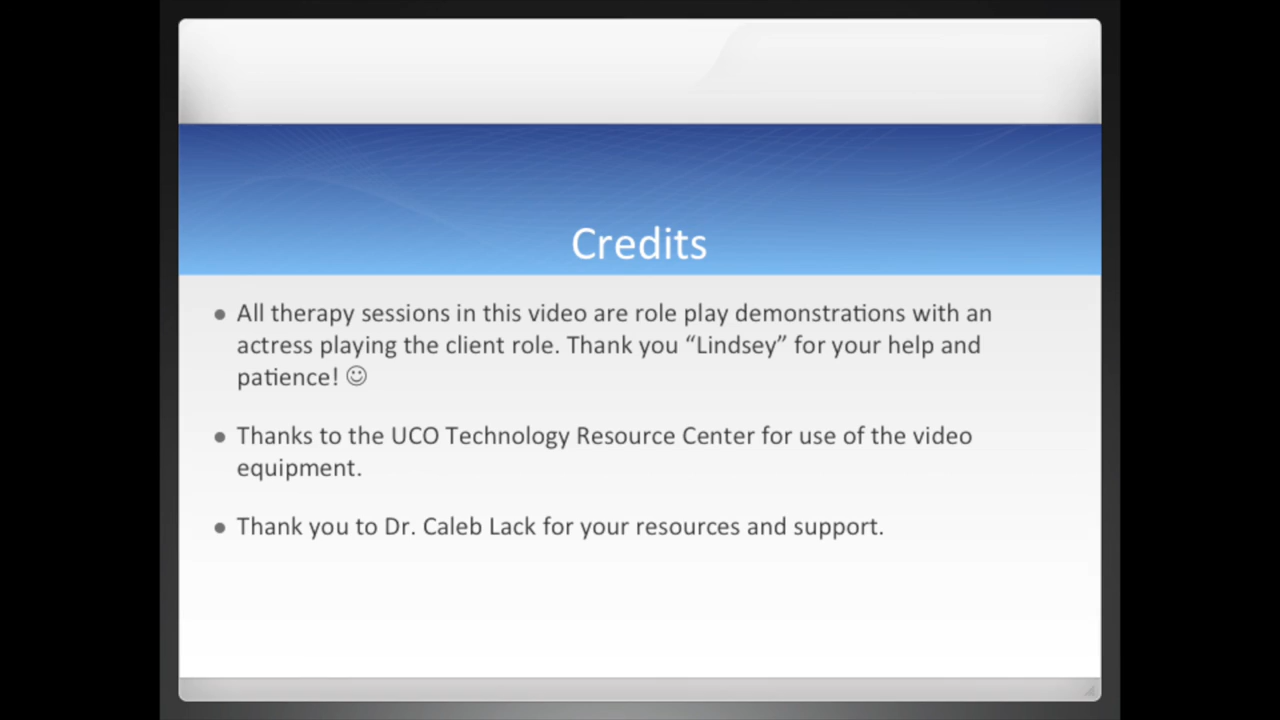 Credits
● All therapy sessions in this video are role play demonstrations with an
actress playing the client role. Thank you “Lindsey” for your help and
patience! ☺
● Thanks to the UCO Technology Resource Center for use of the video
equipment.
● Thank you to Dr. Caleb Lack for your resources and support.